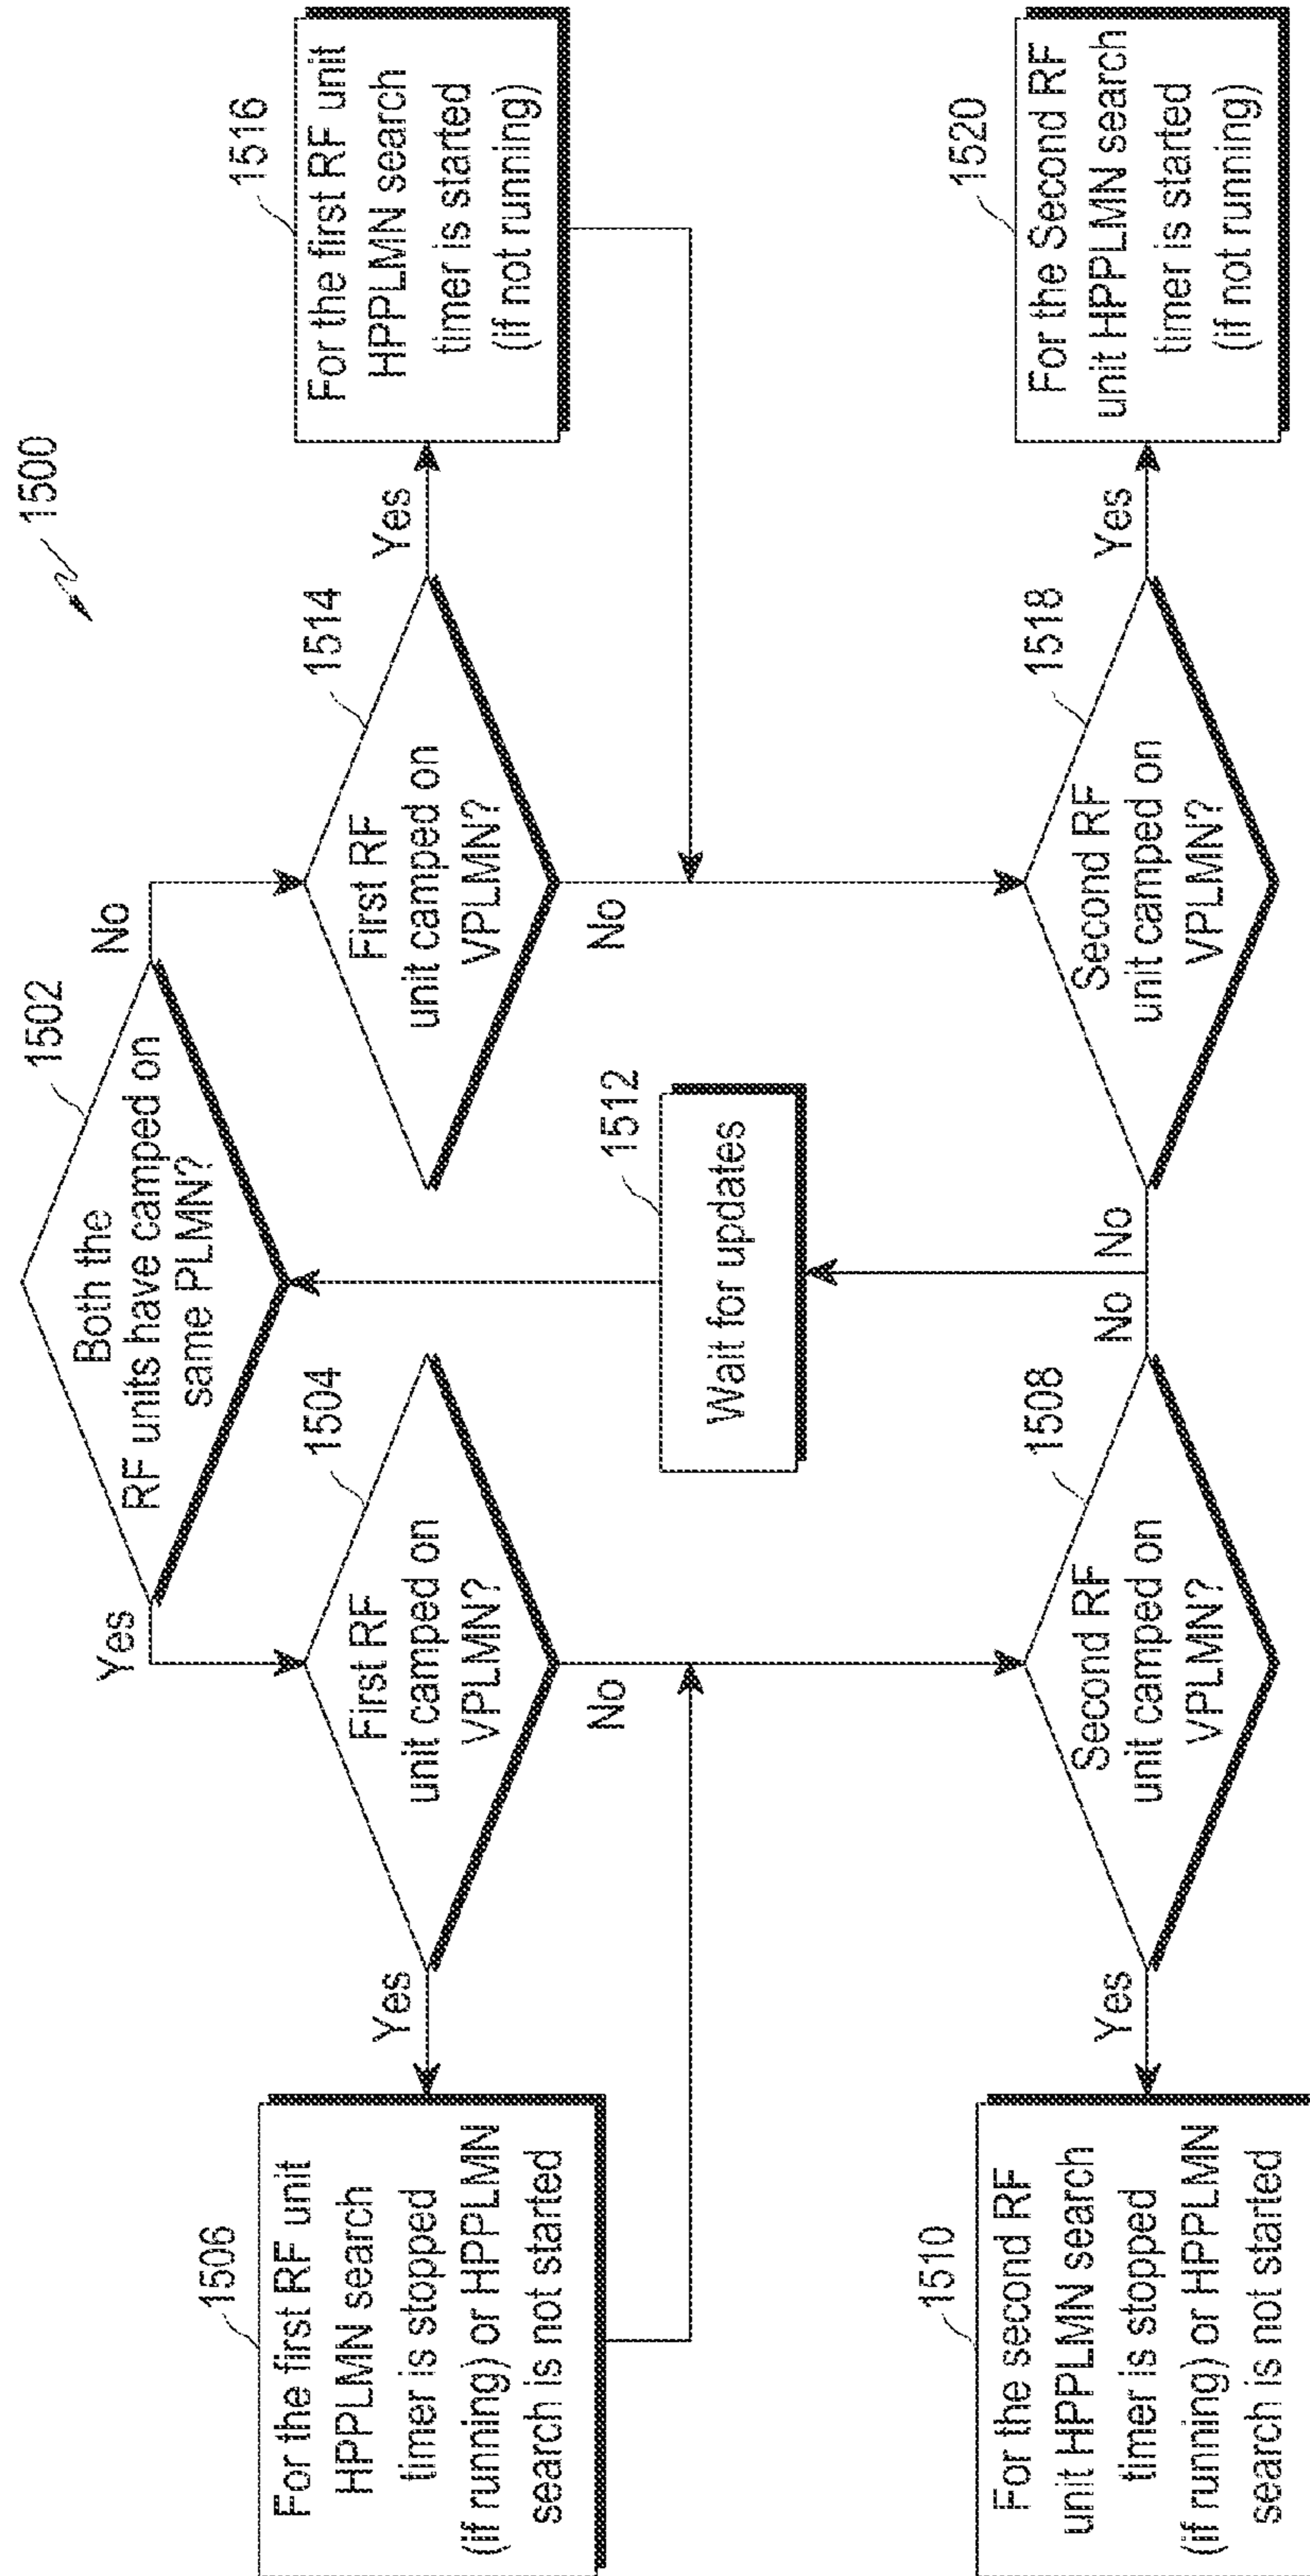 1500
1502
Both the
RF units have camped on
same PLMN?
Yes
No
1504
First RF
unit camped on
VPLMN?
Yes
No
1506
For the first RF unit
HPPLMN search
timer is stopped
(if running) or HPPLMN
search is not started
1514
First RF
unit camped on
VPLMN?
Yes
No
1516
For the first RF unit
HPPLMN search
timer is started
(if not running)
1512
Wait for updates
1508
Second RF
unit camped on
VPLMN?
Yes
No
1510
For the second RF
unit HPPLMN search
timer is stopped
(if running) or HPPLMN
search is not started
1518
Second RF
unit camped on
VPLMN?
No
Yes
1520
For the Second RF
unit HPPLMN search
timer is started
(if not running)